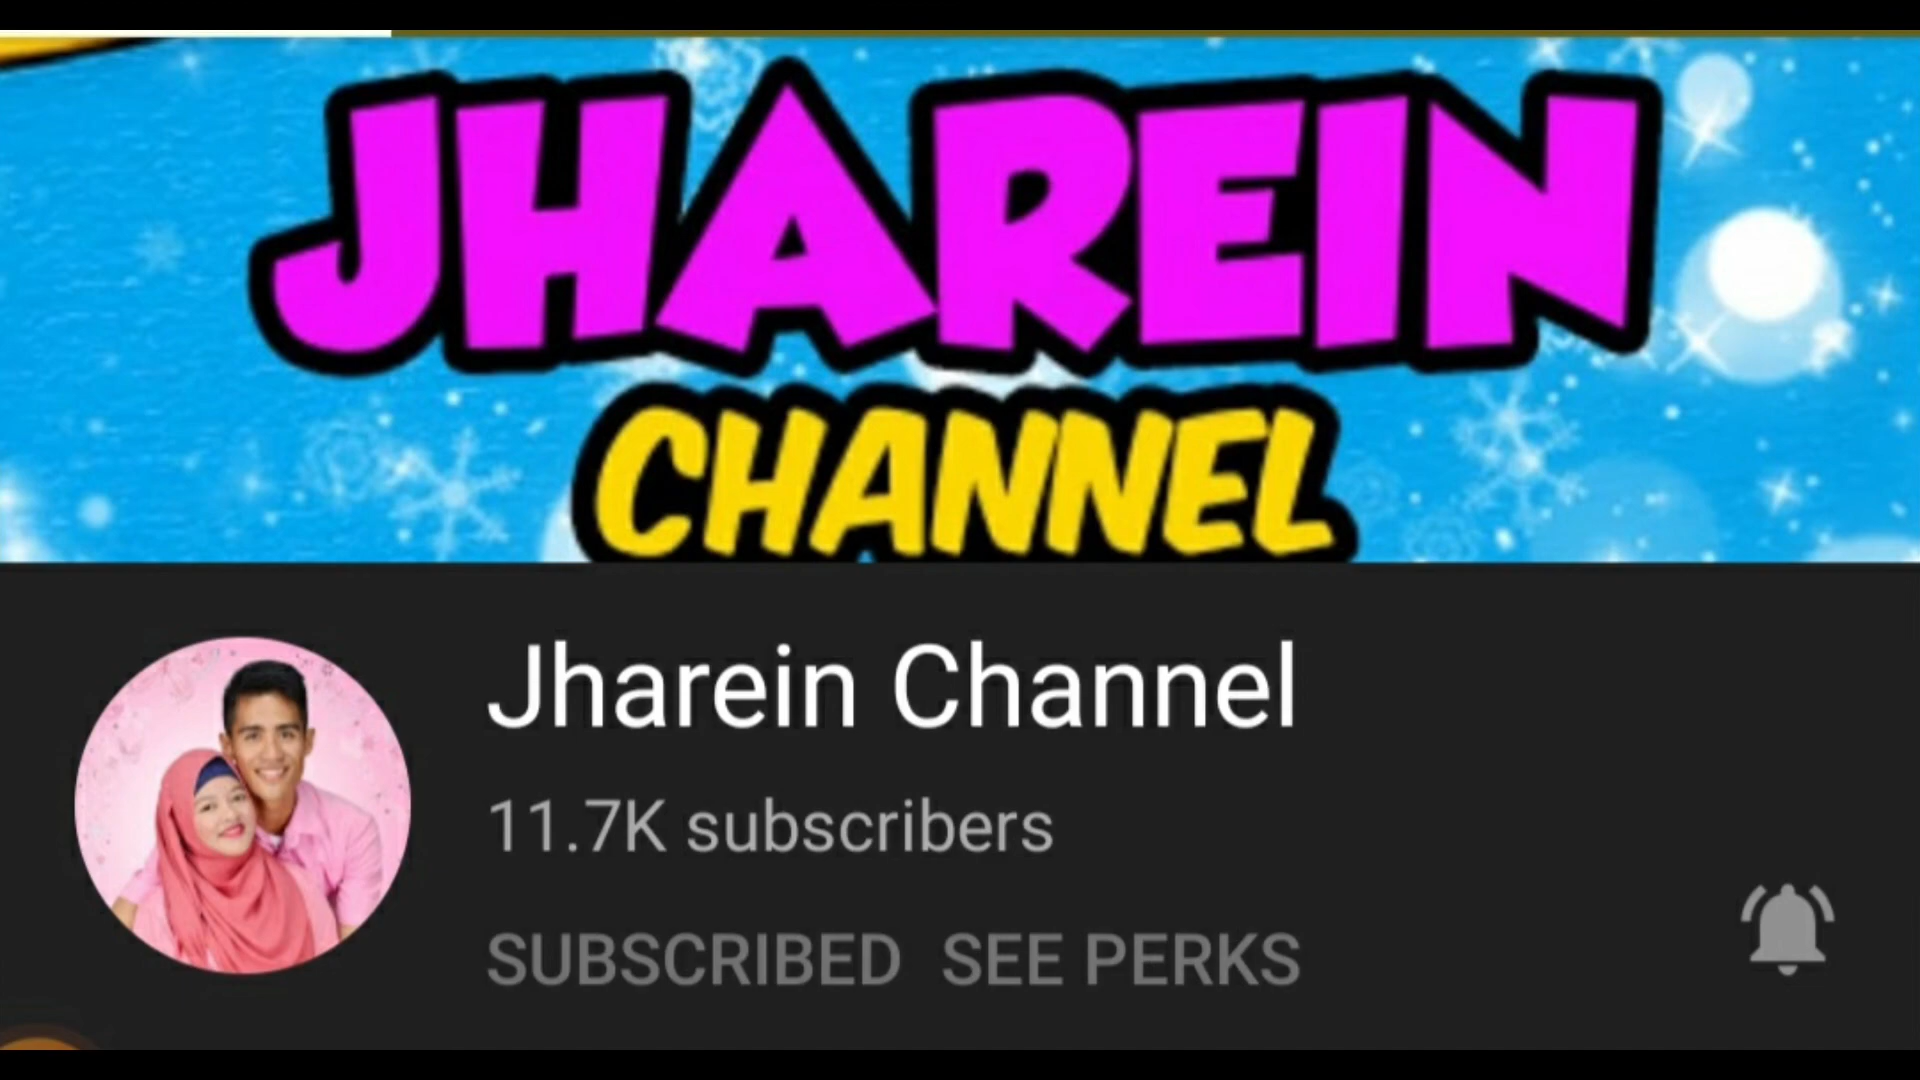 JHAREIN
CHANNEL
Jharein Channel
11.7K subscribers
SUBSCRIBED SEE PERKS